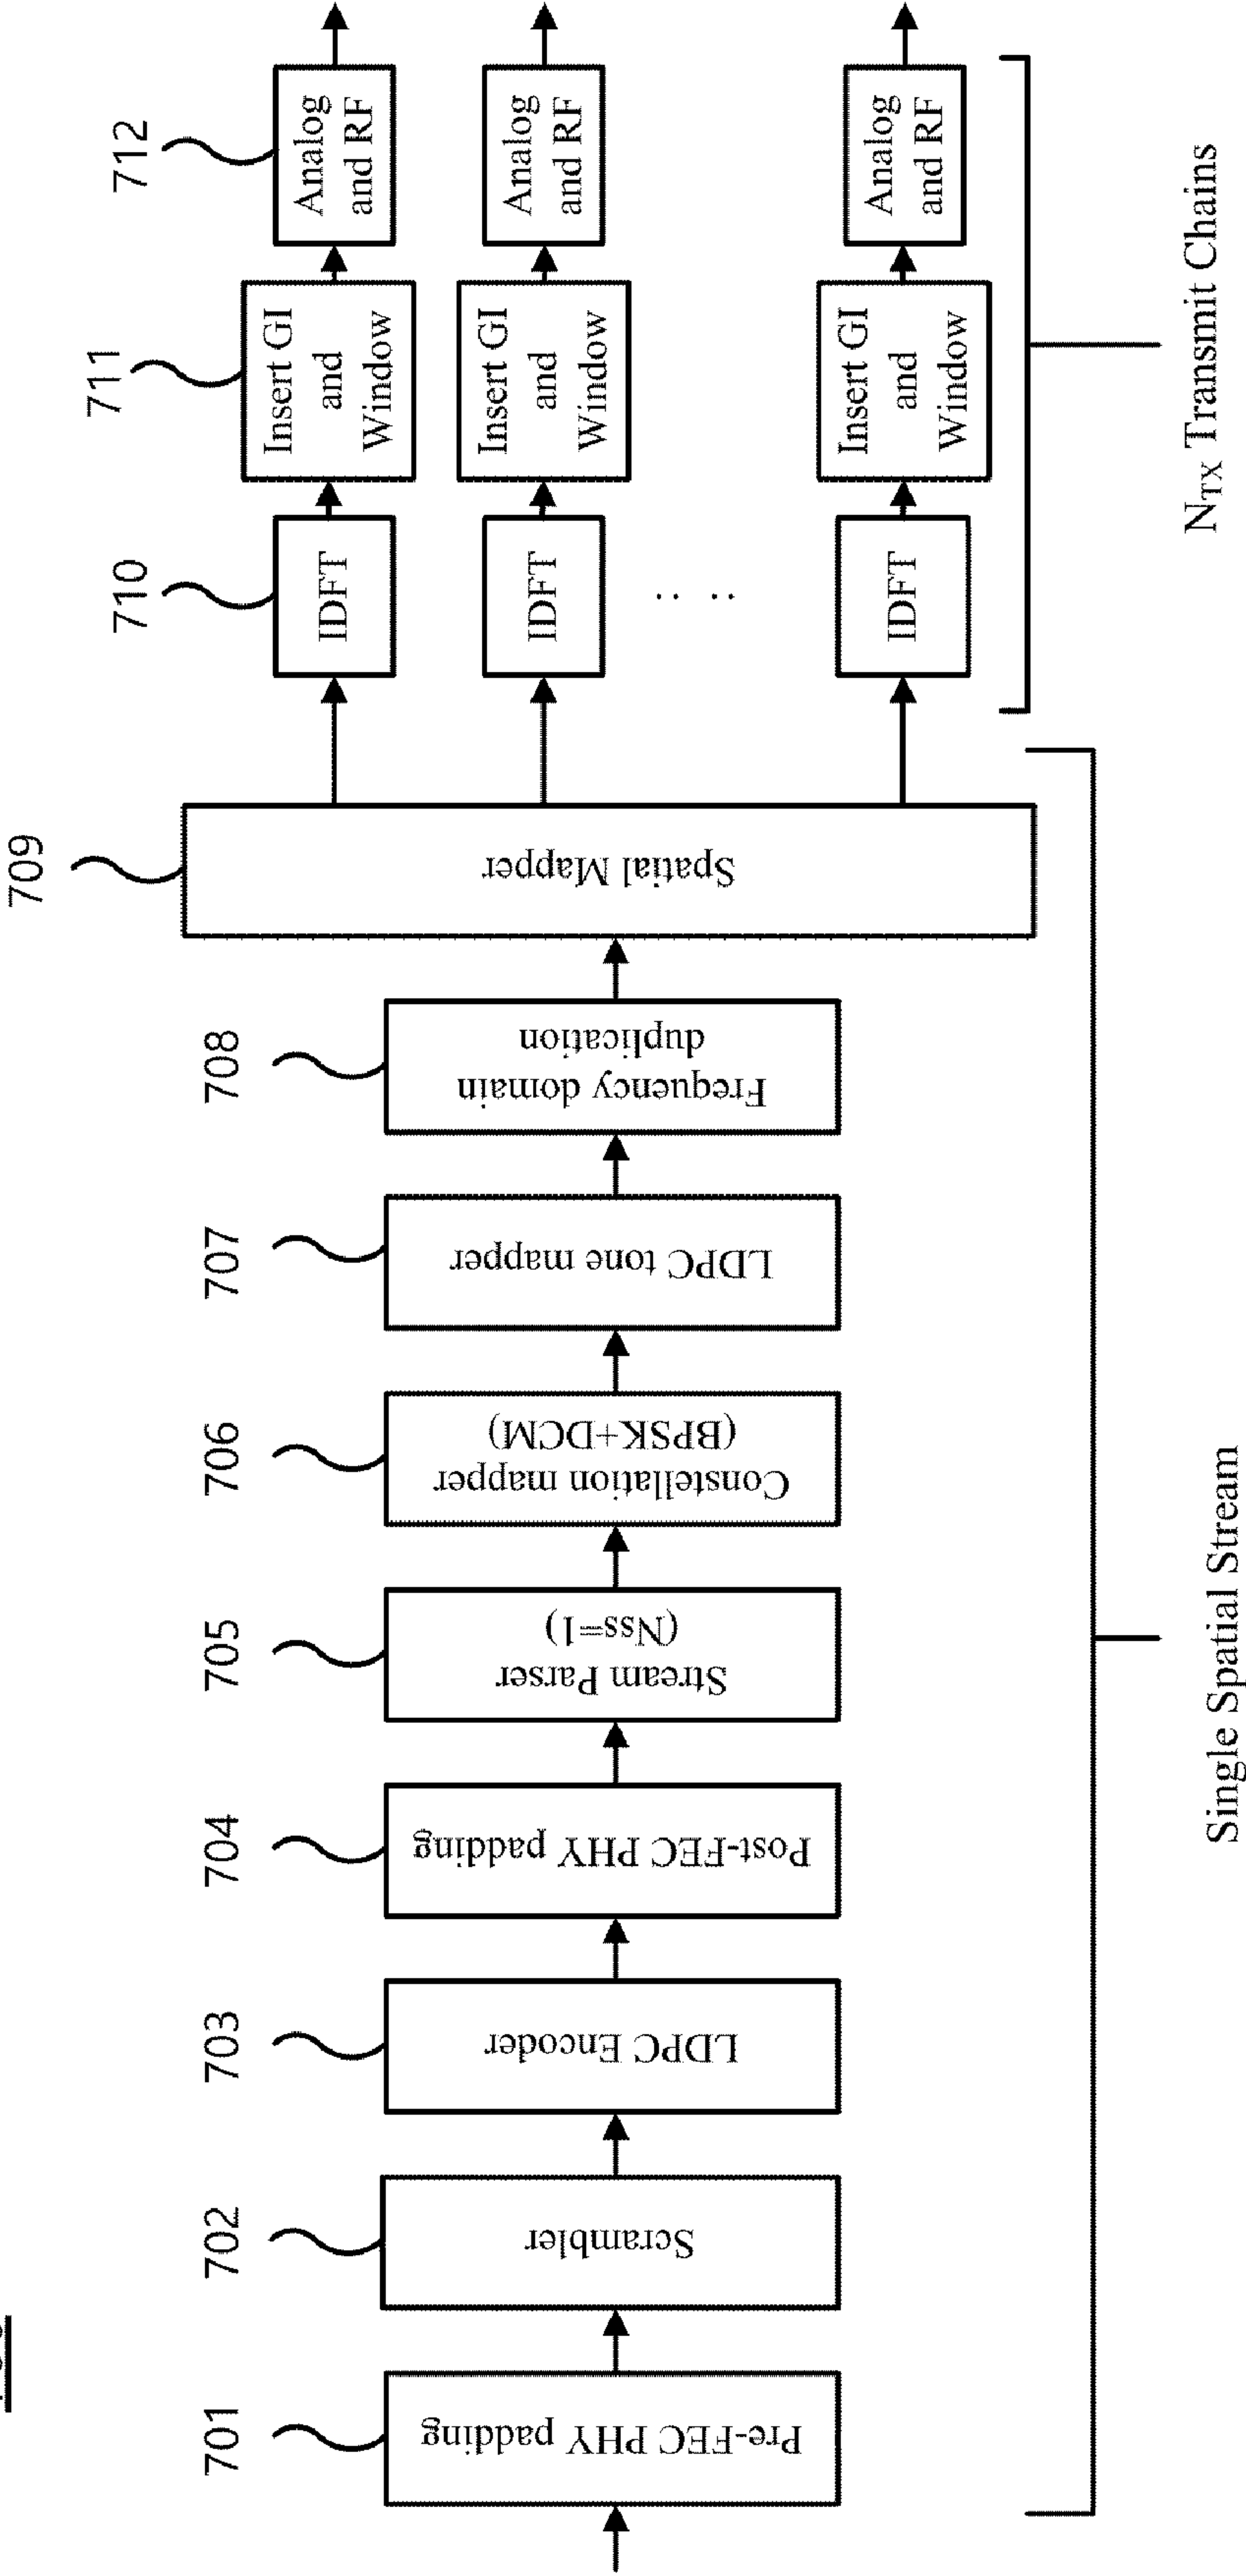 701
702
703
704
705
706
707
708
709
710
711
712
Pre-FEC PHY padding
Scrambler
LDPC Encoder
Post-FEC PHY padding
Stream Parser
(Nss=1)
Constellation mapper
(BPSK+DCM)
LDPC tone mapper
Frequency domain
duplication
Spatial Mapper
IDFT
Insert GI
and
Window
Analog
and RF
IDFT
Insert GI
and
Window
Analog
and RF
IDFT
Insert GI
and
Window
Analog
and RF
Single Spatial Stream
N_TX Transmit Chains